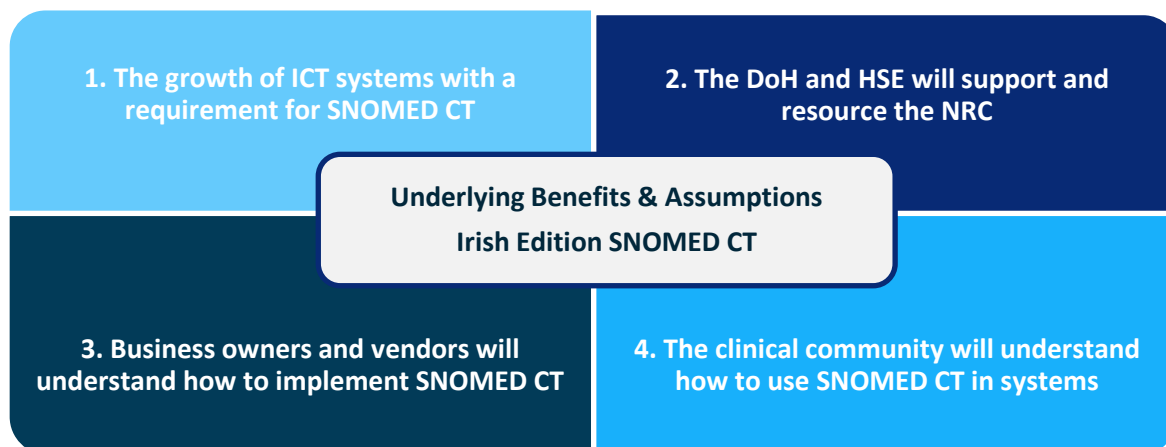 1. The growth of ICT systems with a
requirement for SNOMED CT
2. The DoH and HSE will support and
resource the NRC
Underlying Benefits & Assumptions
Irish Edition SNOMED CT
3. Business owners and vendors will
understand how to implement SNOMED CT
4. The clinical community will understand
how to use SNOMED CT in systems